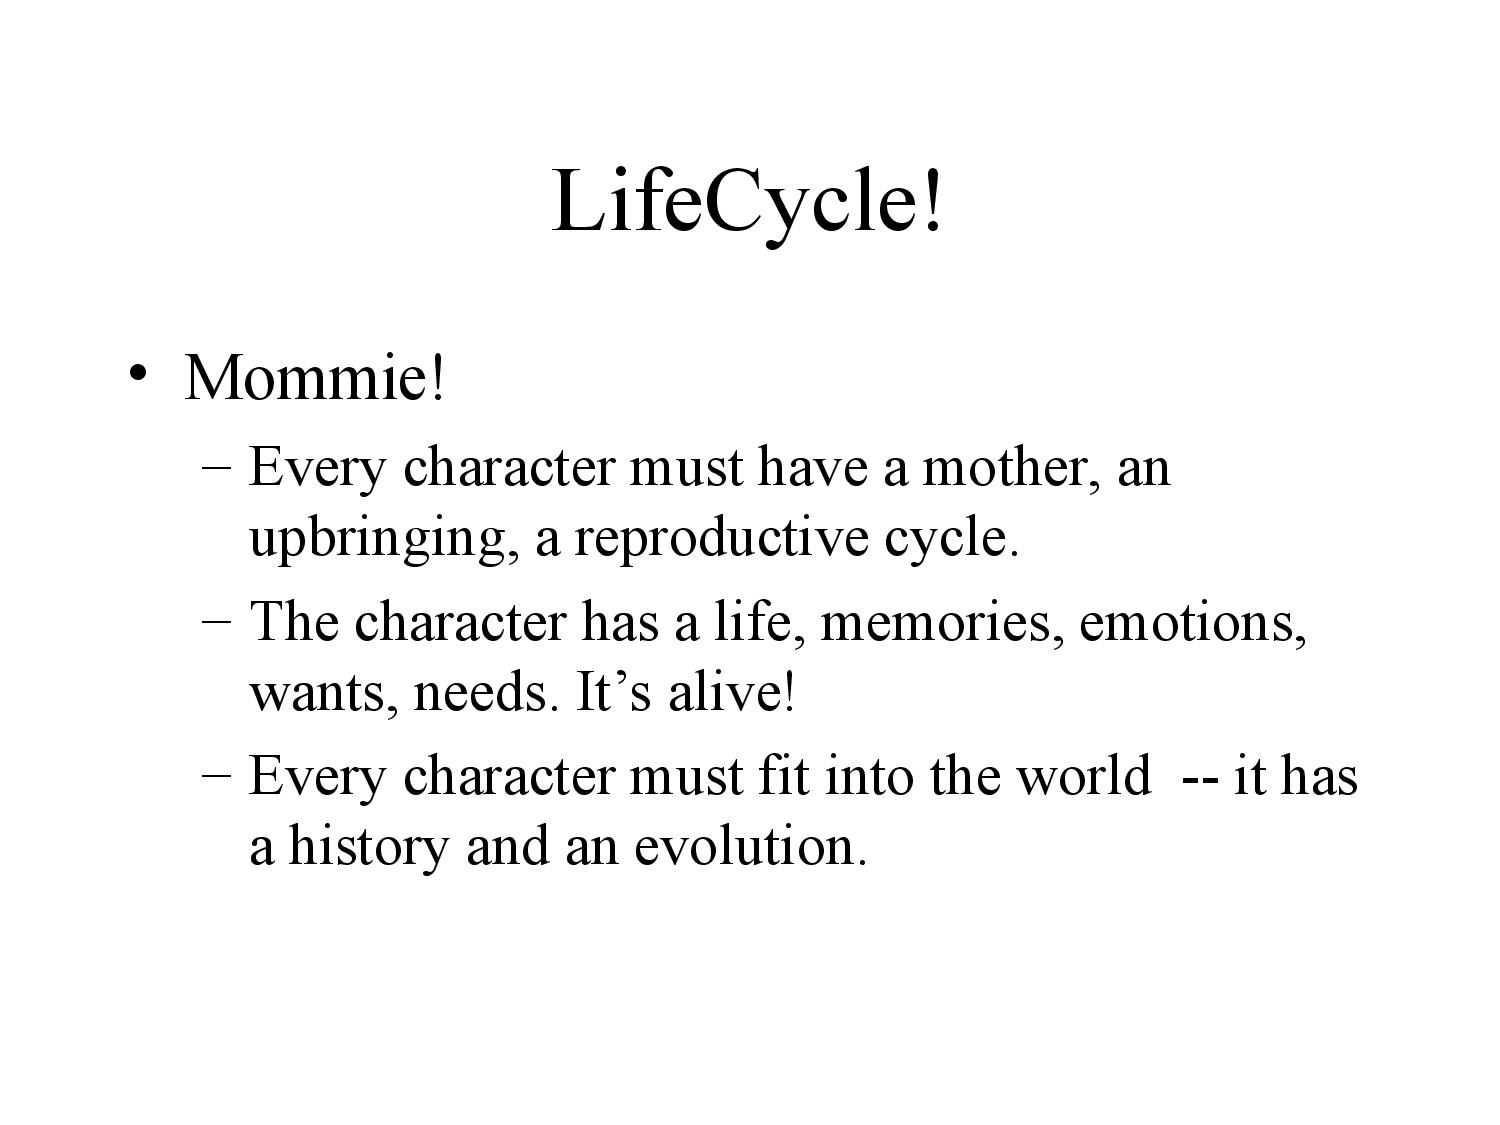 LifeCycle!
• Mommie!
– Every character must have a mother, an
upbringing, a reproductive cycle.
– The character has a life, memories, emotions,
wants, needs. It’s alive!
– Every character must fit into the world  -- it has
a history and an evolution.